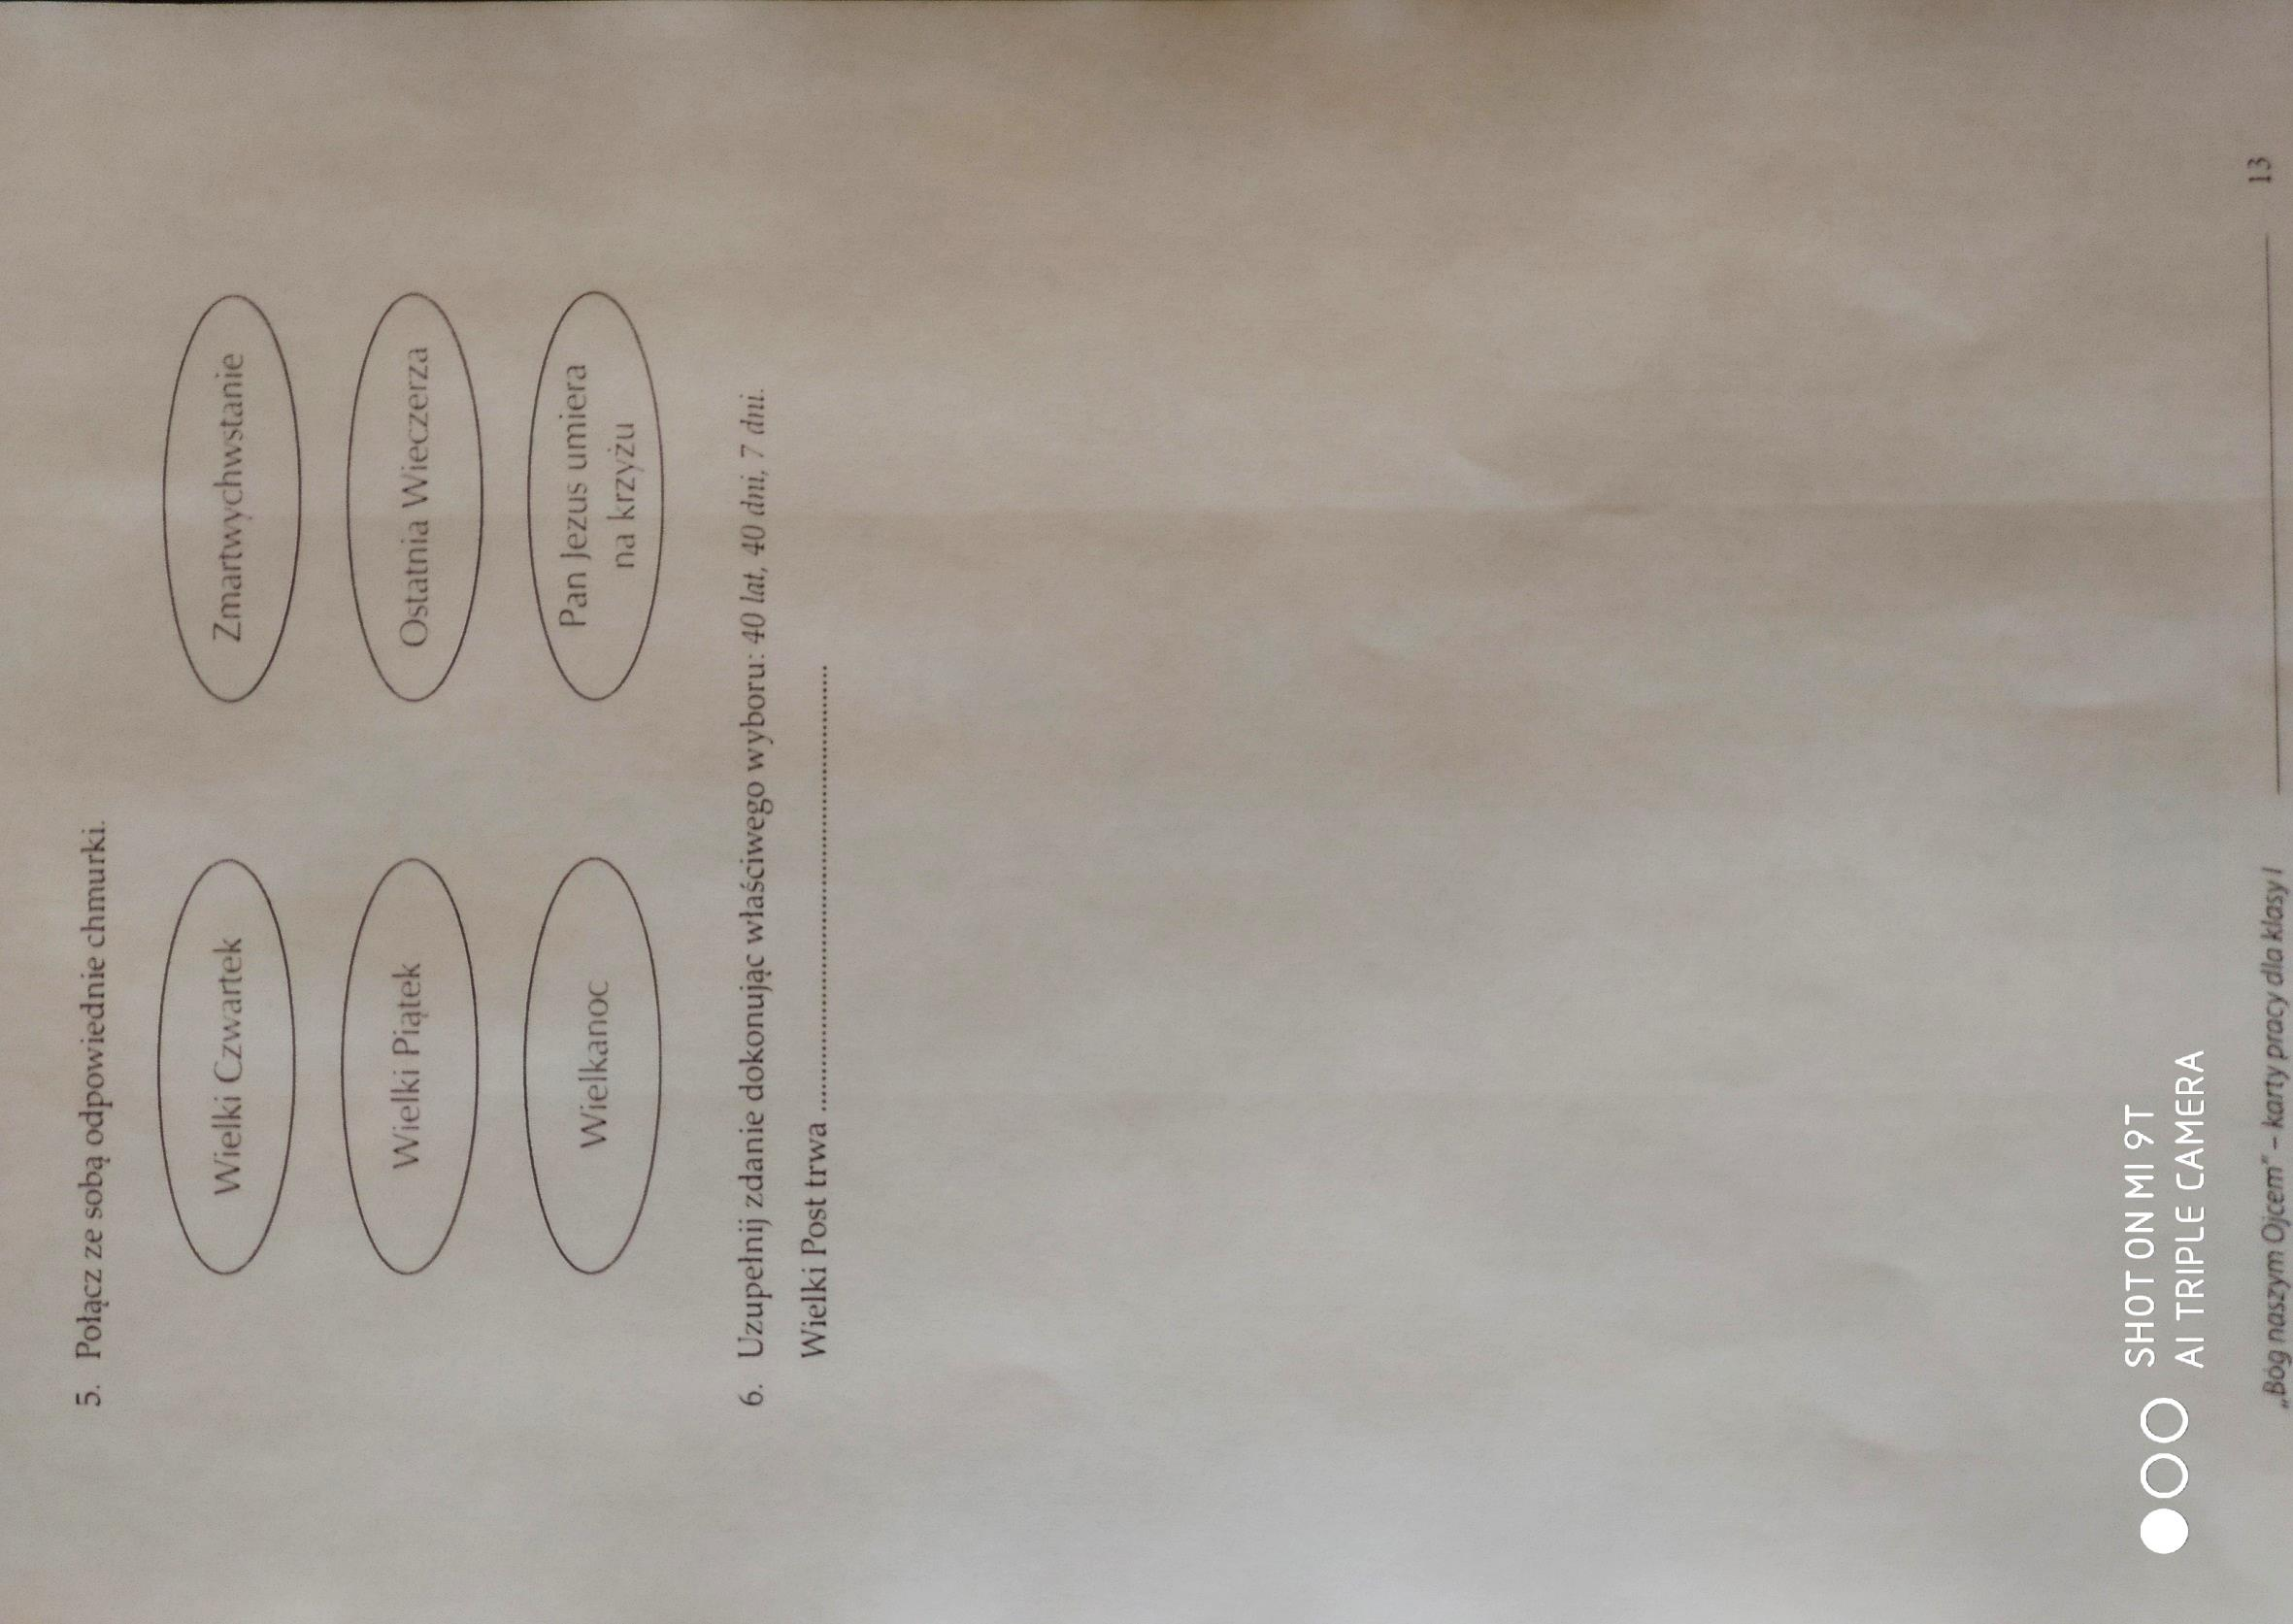 5. Połącz ze sobą odpowiednie chmurki.
Wielki Czwartek
Zmartwychwstanie
Wielki Piątek
Ostatnia Wieczerza
Wielkanoc
Pan Jezus umiera
na krzyżu
6. Uzupełnij zdanie dokonując właściwego wyboru: 40 lat, 40 dni, 7 dni.
Wielki Post trwa ................................................................
„Bóg naszym Ojcem” – karty pracy dla klasy I
13
SHOT ON MI 9T
AI TRIPLE CAMERA